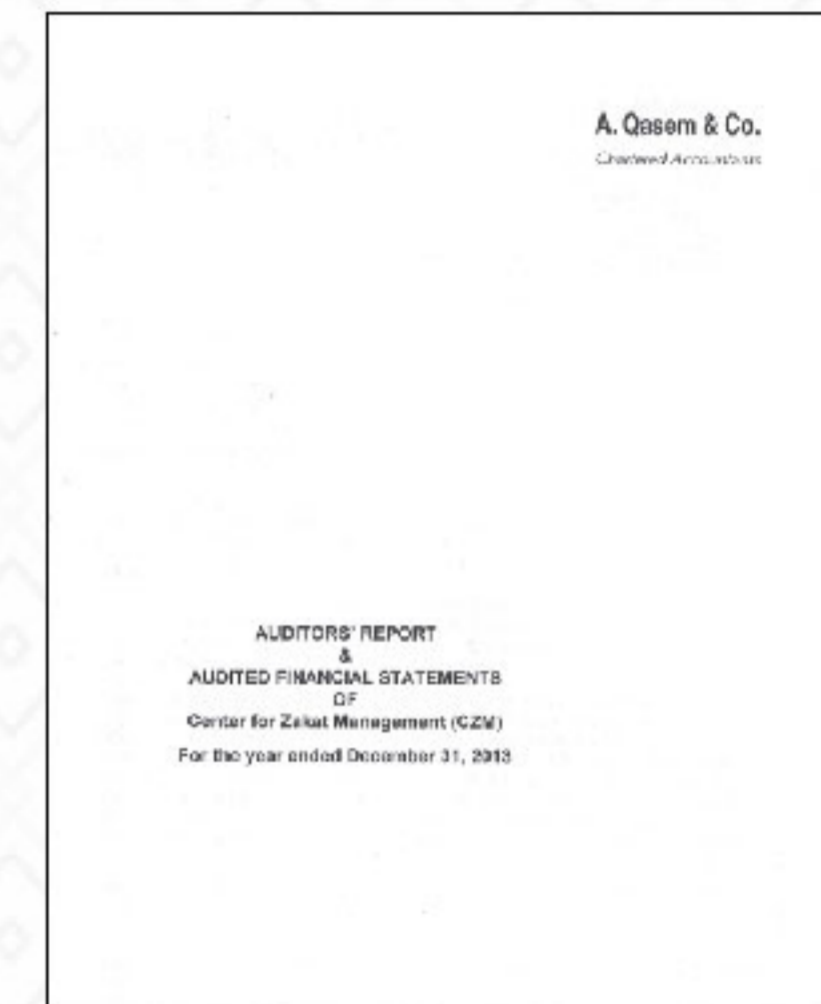 A. Qasem & Co.
Chartered Accountants
AUDITORS' REPORT
&
AUDITED FINANCIAL STATEMENTS
OF
Center for Zakat Management (CZM)
For the year ended December 31, 2013